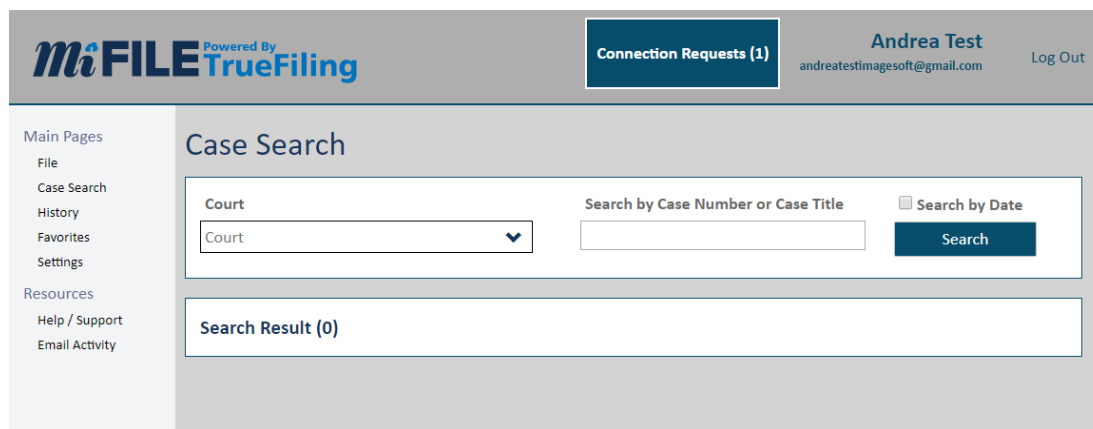 MiFILE Powered By TrueFiling
Connection Requests (1)
Andrea Test
andreatestimagesoft@gmail.com
Log Out
Main Pages
File
Case Search
History
Favorites
Settings
Resources
Help / Support
Email Activity
Case Search
Court
Court
Search by Case Number or Case Title
Search by Date
Search
Search Result (0)